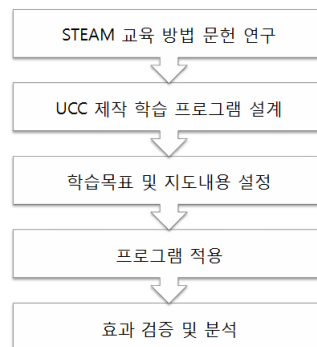 STEAM 교육 방법 문헌 연구
UCC 제작 학습 프로그램 설계
학습목표 및 지도내용 설정
프로그램 적용
효과 검증 및 분석